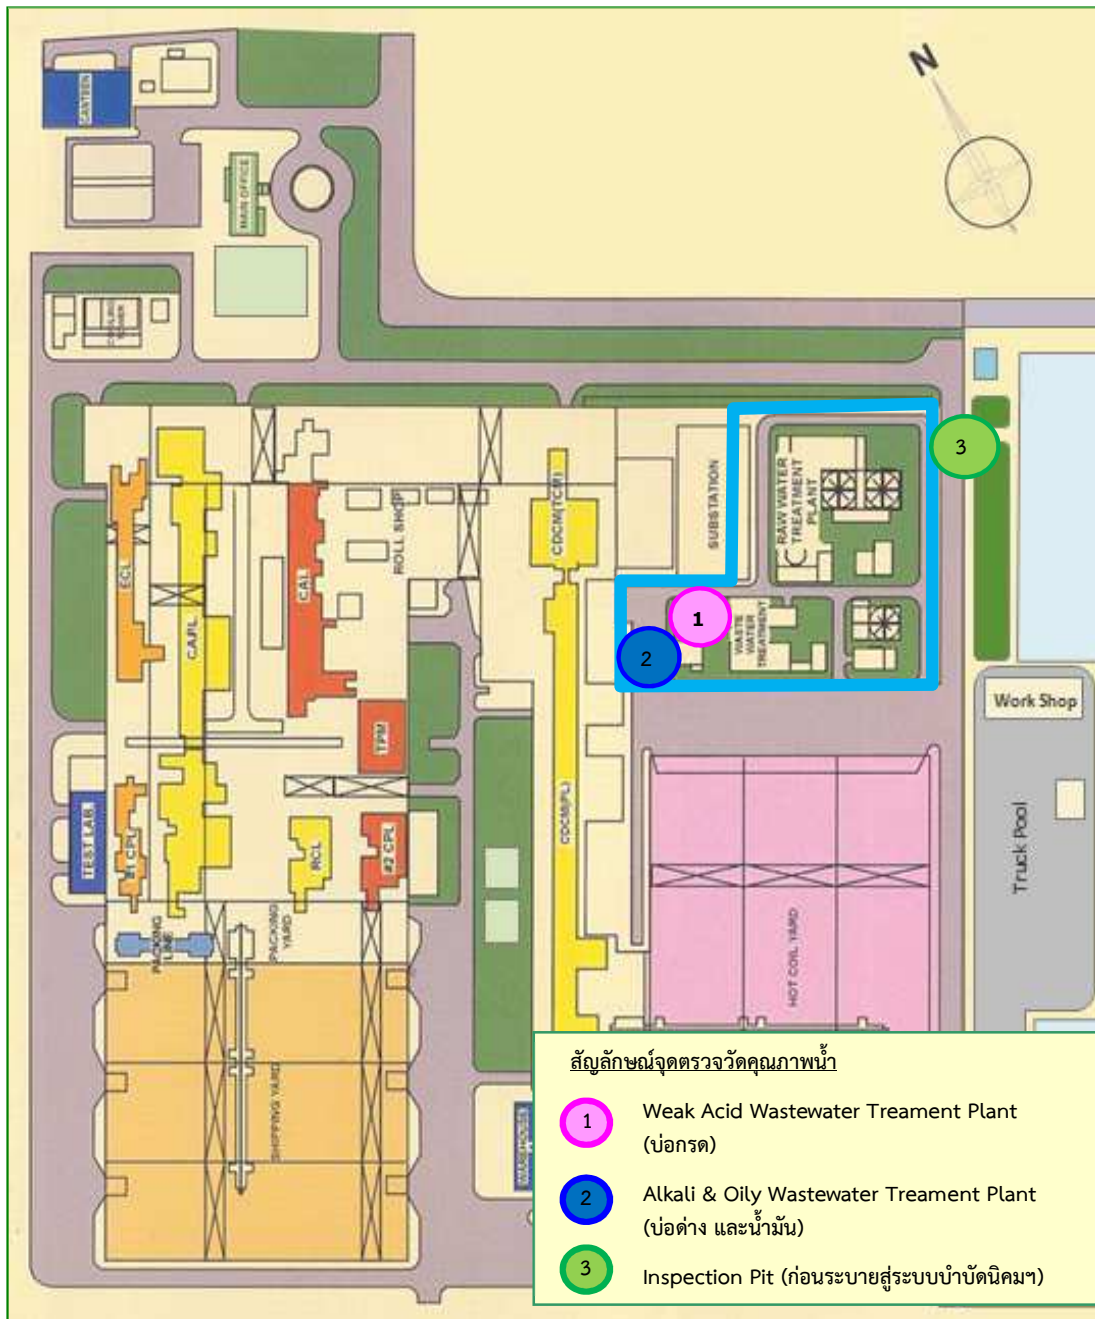 N
CANTEEN
MAIN OFFICE
COOLING
TOWER
ECL
CAPL
CAL
ROLL SHOP
CDCM(TCM)
SUBSTATION
RAW WATER
TREATMENT
PLANT
3
1
2
WASTE
WATER
TREATMENT
Work Shop
TPM
TEST LAB.
#1 CPL
RCL
#2 CPL
CDCM(PL)
Truck Pool
PACKING
LINE
PACKING
YARD
HOT COIL YARD
SHIPPING YARD
WAREHOUSE
สัญลักษณ์จุดตรวจวัดคุณภาพน้ำ
1 Weak Acid Wastewater Treament Plant
(บ่อกรด)
2 Alkali & Oily Wastewater Treament Plant
(บ่อด่าง และน้ำมัน)
3 Inspection Pit (ก่อนระบายสู่ระบบบำบัดนิคมฯ)